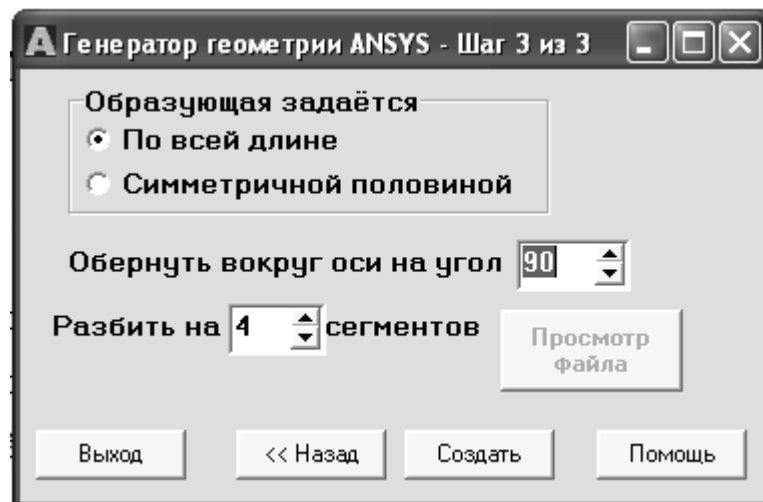 Генератор геометрии ANSYS - Шаг 3 из 3
Образующая задаётся
По всей длине
Симметричной половиной
Обернуть вокруг оси на угол 90
Разбить на 4 сегментов
Просмотр
файла
Выход << Назад Создать Помощь